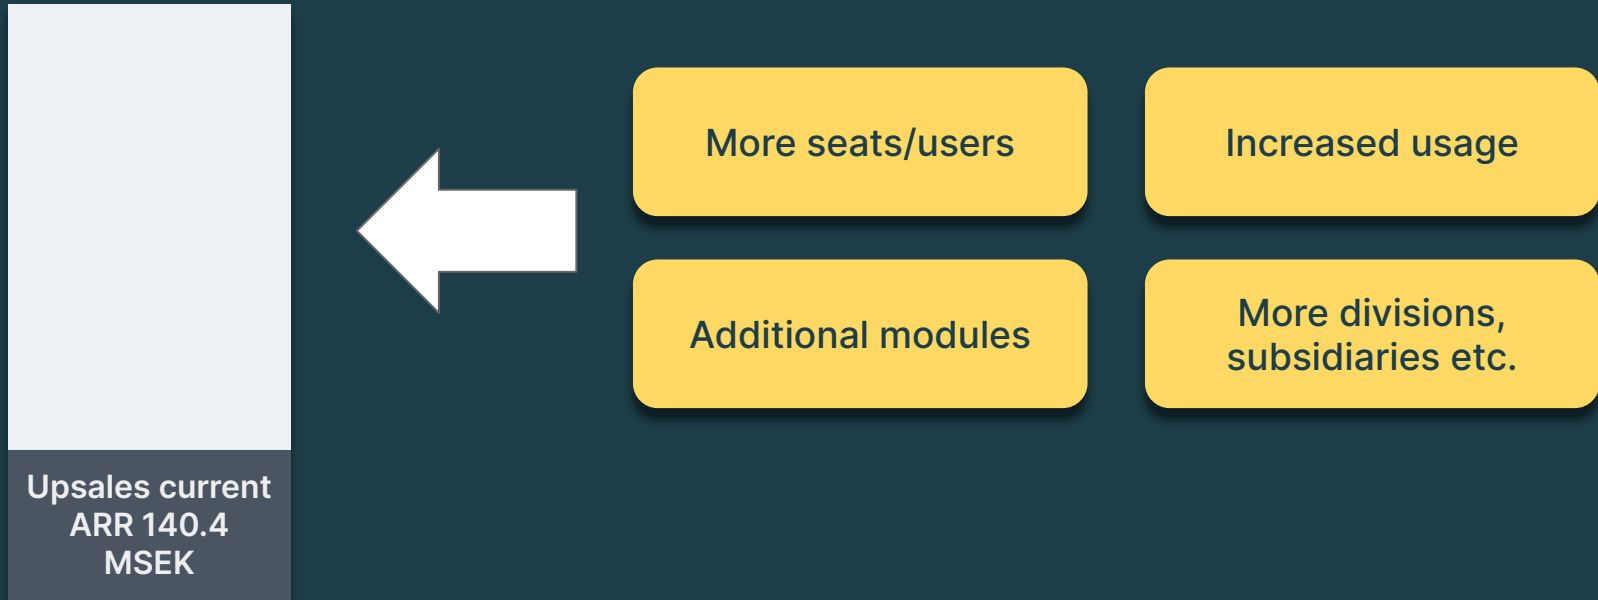 More seats/users
Increased usage
Additional modules
More divisions,
subsidiaries etc.
Upsales current
ARR 140.4
MSEK